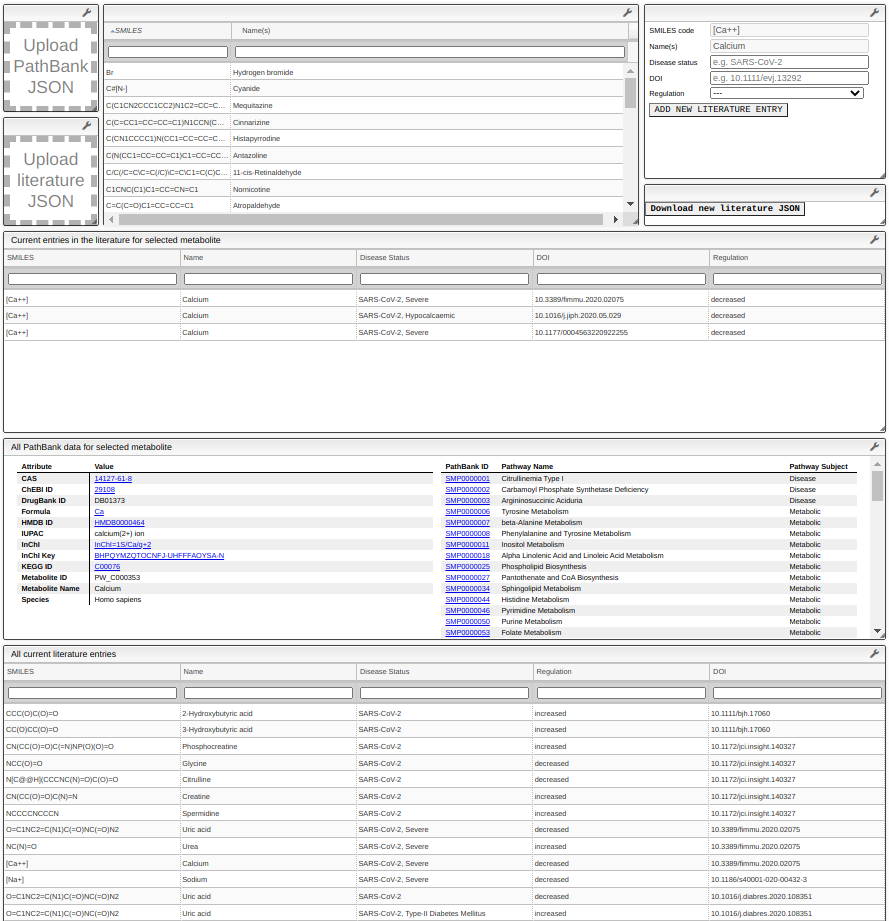 Upload
PathBank
JSON
Upload
literature
JSON
SMILES Name(s)
Br Hydrogen bromide
C#[N-] Cyanide
C(C1CN2CCC1CC2)N1C2=CC=C... Mequitazine
C(C=CC1=CC=CC=C1)N1CCN(C... Cinnarizine
C(CN1CCCC1)N(CC1=CC=CC=C... Histapyrrodine
C(N(CC1=CC=CC=C1)C1=CC=CC... Antazoline
C/C(/C=C\C=C(/C)\C=C\C1=C(C)C... 11-cis-Retinaldehyde
C1CNC(C1)C1=CC=CN=C1 Nornicotine
C=C(C=O)C1=CC=CC=C1 Atropaldehyde
SMILES code [Ca++]
Name(s) Calcium
Disease status e.g. SARS-CoV-2
DOI e.g. 10.1111/evj.13292
Regulation ---
ADD NEW LITERATURE ENTRY
Download new literature JSON
Current entries in the literature for selected metabolite
SMILES Name Disease Status DOI Regulation
[Ca++] Calcium SARS-CoV-2, Severe 10.3389/fimmu.2020.02075 decreased
[Ca++] Calcium SARS-CoV-2, Hypocalcaemic 10.1016/j.jiph.2020.05.029 decreased
[Ca++] Calcium SARS-CoV-2, Severe 10.1177/0004563220922255 decreased
All PathBank data for selected metabolite
Attribute Value
CAS 14127-61-8
ChEBI ID 29108
DrugBank ID DB01373
Formula Ca
HMDB ID HMDB0000464
IUPAC calcium(2+) ion
InChI InChI=1S/Ca/q+2
InChI Key BHPQYMZQTOCNFJ-UHFFFAOYSA-N
KEGG ID C00076
Metabolite ID PW_C000353
Metabolite Name Calcium
Species Homo sapiens
PathBank ID Pathway Name Pathway Subject
SMP0000001 Citrullinemia Type I Disease
SMP0000002 Carbamoyl Phosphate Synthetase Deficiency Disease
SMP0000003 Argininosuccinic Aciduria Disease
SMP0000006 Tyrosine Metabolism Metabolic
SMP0000007 beta-Alanine Metabolism Metabolic
SMP0000008 Phenylalanine and Tyrosine Metabolism Metabolic
SMP0000011 Inositol Metabolism Metabolic
SMP0000018 Alpha Linolenic Acid and Linoleic Acid Metabolism Metabolic
SMP0000025 Phospholipid Biosynthesis Metabolic
SMP0000027 Pantothenate and CoA Biosynthesis Metabolic
SMP0000034 Sphingolipid Metabolism Metabolic
SMP0000044 Histidine Metabolism Metabolic
SMP0000046 Pyrimidine Metabolism Metabolic
SMP0000050 Purine Metabolism Metabolic
SMP0000053 Folate Metabolism Metabolic
All current literature entries
SMILES Name Disease Status Regulation DOI
CCC(O)C(O)=O 2-Hydroxybutyric acid SARS-CoV-2 increased 10.1111/bjh.17060
CC(O)CC(O)=O 3-Hydroxybutyric acid SARS-CoV-2 increased 10.1111/bjh.17060
CN(CC(O)=O)C(=N)NP(O)(O)=O Phosphocreatine SARS-CoV-2 increased 10.1172/jci.insight.140327
NCC(O)=O Glycine SARS-CoV-2 decreased 10.1172/jci.insight.140327
N[C@@H](CCCNC(N)=O)C(O)=O Citrulline SARS-CoV-2 decreased 10.1172/jci.insight.140327
CN(CC(O)=O)C(N)=N Creatine SARS-CoV-2 increased 10.1172/jci.insight.140327
NCCCCNCCCN Spermidine SARS-CoV-2 increased 10.1172/jci.insight.140327
O=C1NC2=C(N1)C(=O)NC(=O)N2 Uric acid SARS-CoV-2, Severe decreased 10.3389/fimmu.2020.02075
NC(N)=O Urea SARS-CoV-2, Severe increased 10.3389/fimmu.2020.02075
[Ca++] Calcium SARS-CoV-2, Severe decreased 10.3389/fimmu.2020.02075
[Na+] Sodium SARS-CoV-2, Severe decreased 10.1186/s40001-020-00432-3
O=C1NC2=C(N1)C(=O)NC(=O)N2 Uric acid SARS-CoV-2 decreased 10.1016/j.diabres.2020.108351
O=C1NC2=C(N1)C(=O)NC(=O)N2 Uric acid SARS-CoV-2, Type-II Diabetes Mellitus increased 10.1016/j.diabres.2020.108351